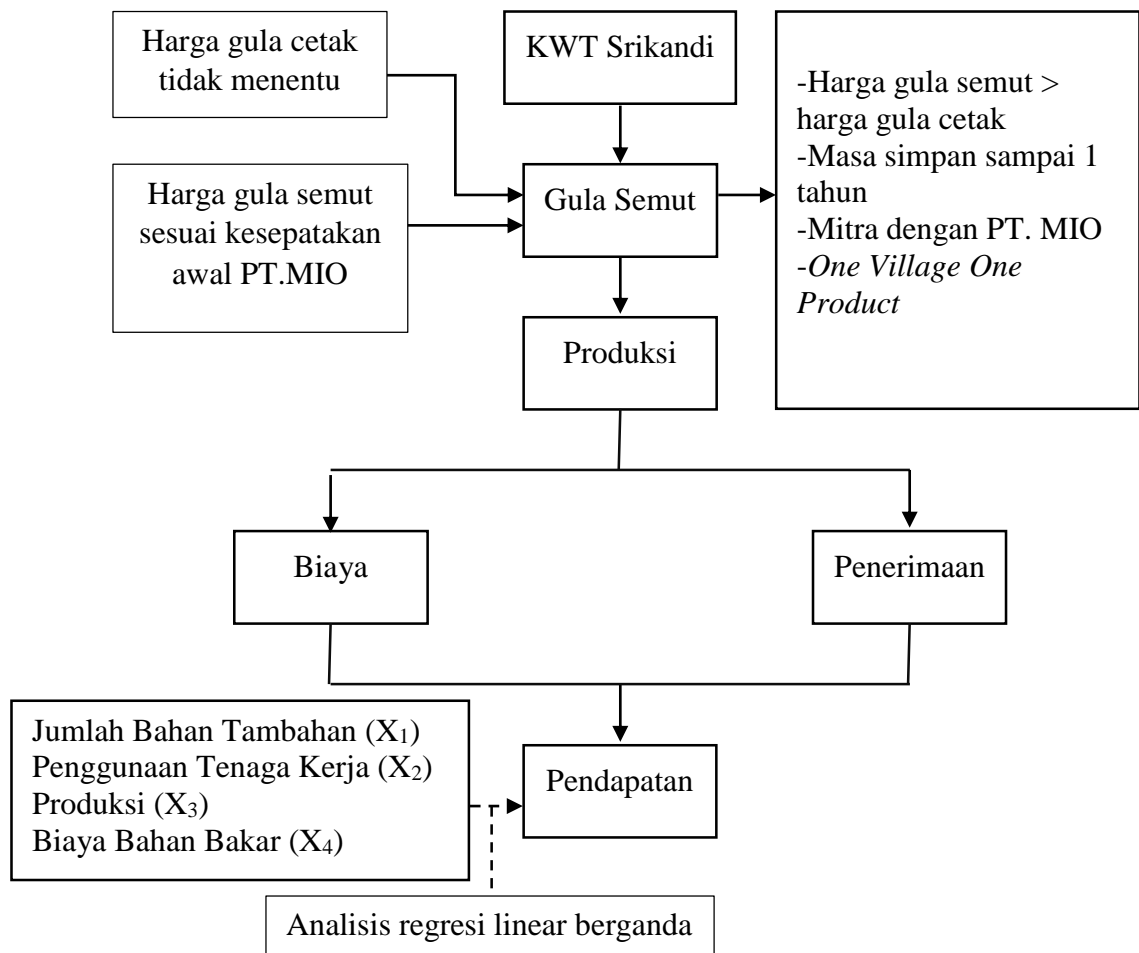 Harga gula cetak
tidak menentu
KWT Srikandi
-Harga gula semut >
harga gula cetak
-Masa simpan sampai 1
tahun
-Mitra dengan PT. MIO
-One Village One
Product
Harga gula semut
sesuai kesepatakan
awal PT.MIO
Gula Semut
Produksi
Biaya
Penerimaan
Jumlah Bahan Tambahan (X₁)
Penggunaan Tenaga Kerja (X₂)
Produksi (X₃)
Biaya Bahan Bakar (X₄)
Pendapatan
Analisis regresi linear berganda